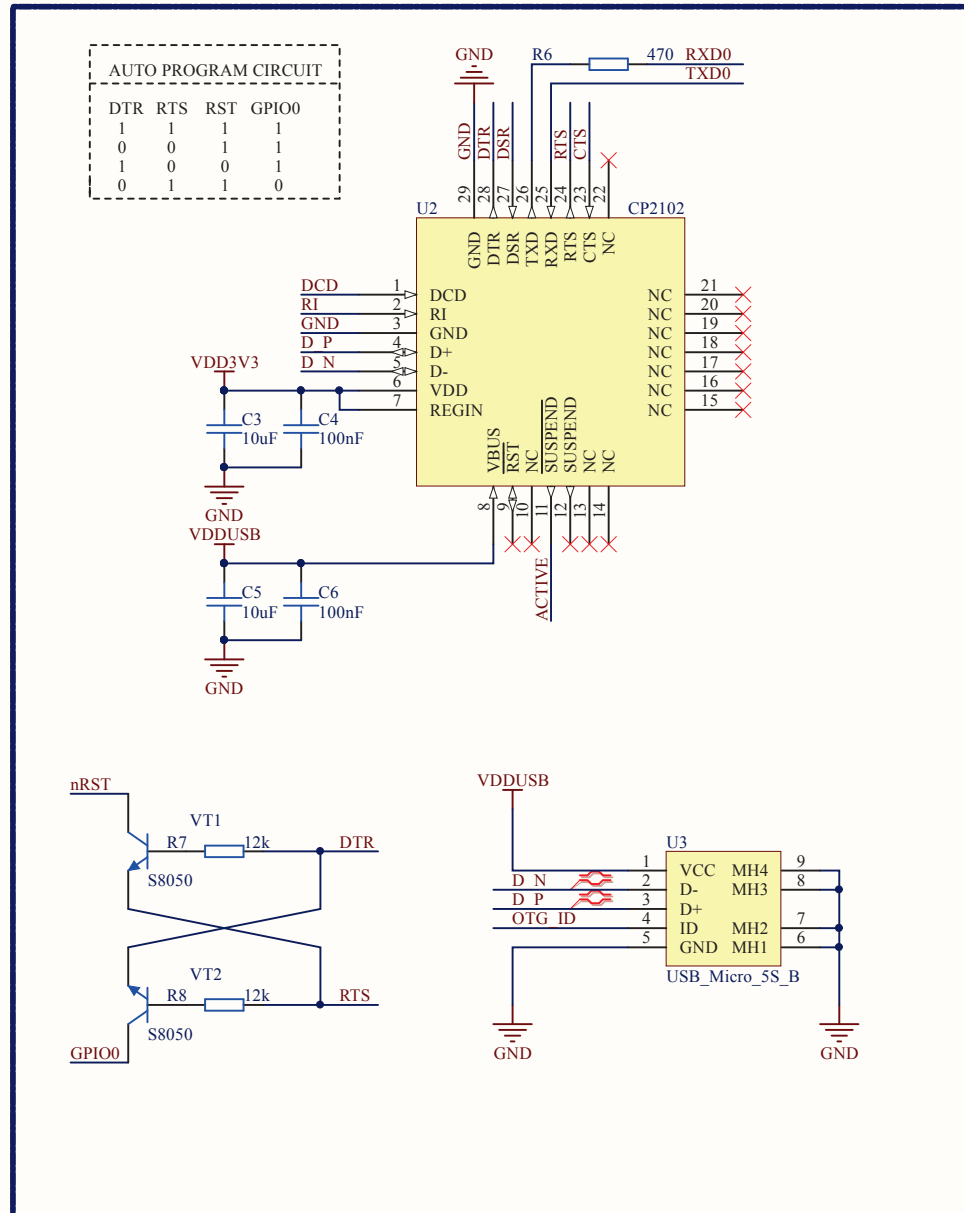 AUTO PROGRAM CIRCUIT
DTR RTS RST GPIO0
1 1 1 1
0 0 1 1
1 0 0 1
0 1 1 0
GND
R6 470 RXD0
TXD0
GND DTR DSR RTS CTS
29 28 27 26 25 24 23 22
U2 CP2102
GND DTR DSR TXD RXD RTS CTS NC
DCD 1 DCD NC 21
RI 2 RI NC 20
GND 3 GND NC 19
D_P 4 D+ NC 18
D_N 5 D- NC 17
VDD3V3
6 VDD NC 16
7 REGIN NC 15
C3 C4
10uF 100nF
VBUS RST NC SUSPEND SUSPEND NC NC
8 9 10 11 12 13 14
GND
VDDUSB
ACTIVE
C5 C6
10uF 100nF
GND
nRST
VT1
R7 12k DTR
S8050
VT2
R8 12k RTS
S8050
GPIO0
VDDUSB
U3
1 VCC MH4 9
D_N 2 D- MH3 8
D_P 3 D+
OTG_ID 4 ID MH2 7
5 GND MH1 6
USB_Micro_5S_B
GND GND